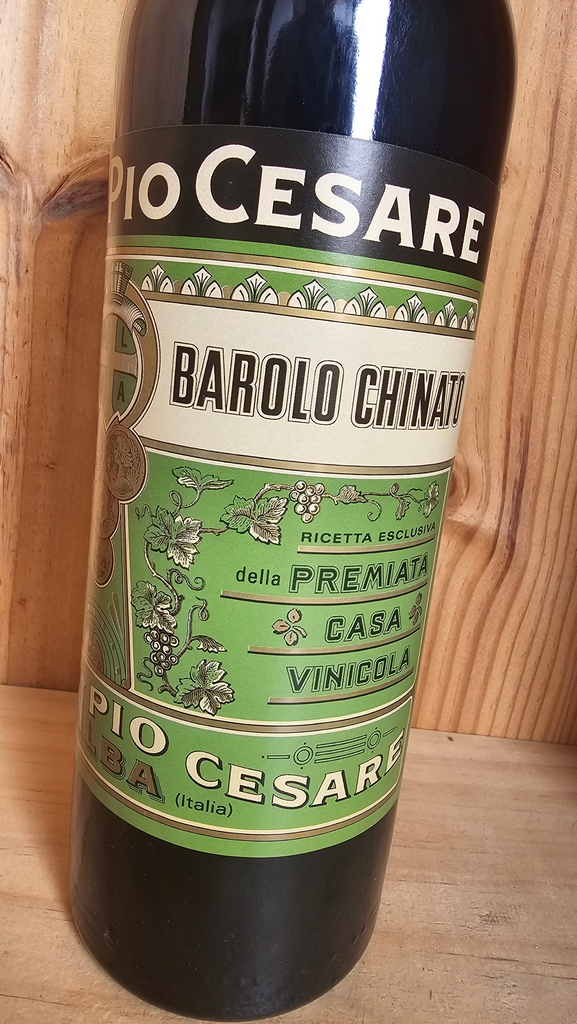 PIO CESARE
L
A
BAROLO CHINATO
RICETTA ESCLUSIVA
della PREMIATA
CASA
VINICOLA
PIO CESARE
LBA (Italia)